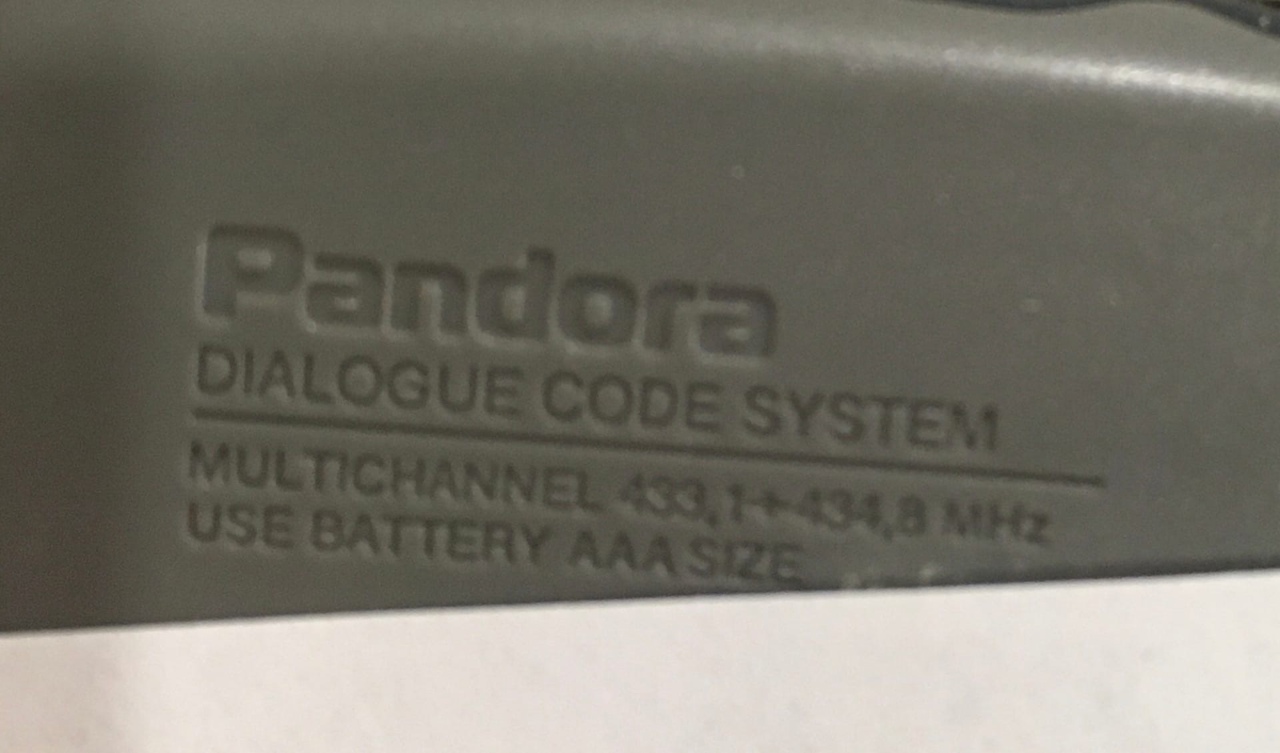 Pandora
DIALOGUE CODE SYSTEM
MULTICHANNEL 433,1÷434,8 MHz
USE BATTERY AAA SIZE